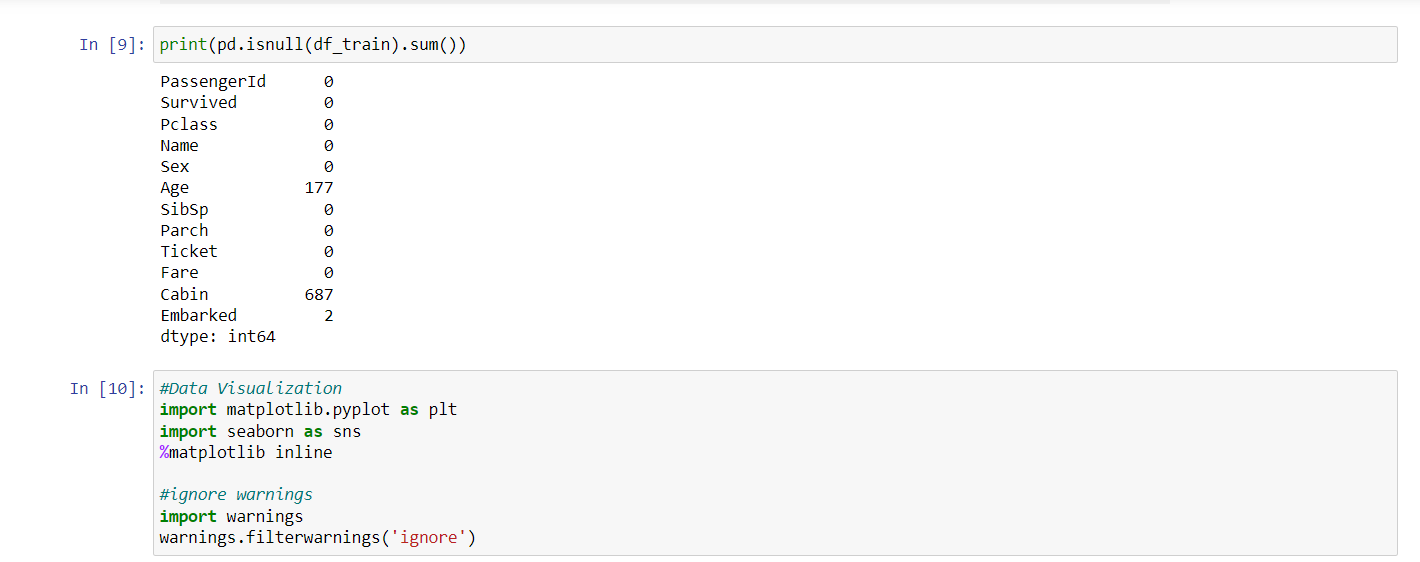 In [9]: print(pd.isnull(df_train).sum())
PassengerId      0
Survived         0
Pclass           0
Name             0
Sex              0
Age            177
SibSp            0
Parch            0
Ticket           0
Fare             0
Cabin          687
Embarked         2
dtype: int64
In [10]: #Data Visualization
import matplotlib.pyplot as plt
import seaborn as sns
%matplotlib inline
#ignore warnings
import warnings
warnings.filterwarnings('ignore')